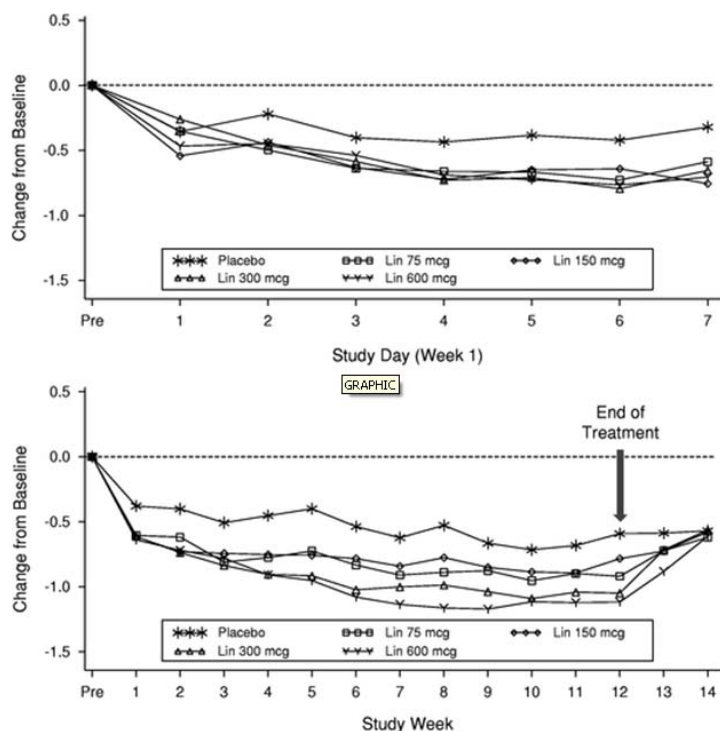 0.5
0.0
-0.5
-1.0
-1.5
Change from Baseline
Placebo Lin 75 mcg Lin 150 mcg
Lin 300 mcg Lin 600 mcg
Pre 1 2 3 4 5 6 7
Study Day (Week 1)
GRAPHIC
0.5
0.0
-0.5
-1.0
-1.5
Change from Baseline
End of
Treatment
Placebo Lin 75 mcg Lin 150 mcg
Lin 300 mcg Lin 600 mcg
Pre 1 2 3 4 5 6 7 8 9 10 11 12 13 14
Study Week